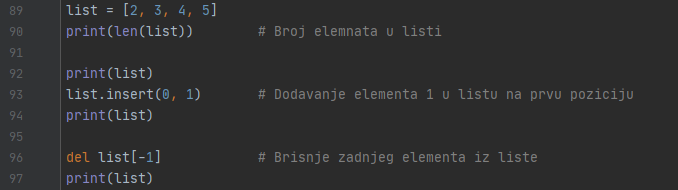 89 list = [2, 3, 4, 5]
90 print(len(list)) # Broj elemnata u listi
91
92 print(list)
93 list.insert(0, 1) # Dodavanje elementa 1 u listu na prvu poziciju
94 print(list)
95
96 del list[-1] # Brisnje zadnjeg elementa iz liste
97 print(list)